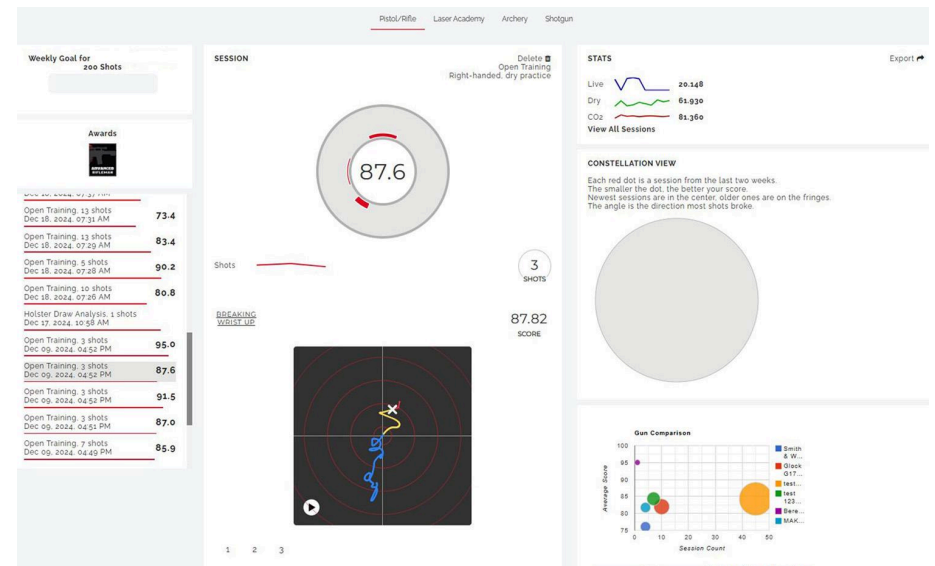 Pistol/Rifle Laser Academy Archery Shotgun
Weekly Goal for
200 Shots
Awards
ADVANCED
RIFLEMAN
Open Training, 13 shots
Dec 18, 2024, 07:31 AM
73.4
Open Training, 13 shots
Dec 18, 2024, 07:29 AM
83.4
Open Training, 5 shots
Dec 18, 2024, 07:28 AM
90.2
Open Training, 10 shots
Dec 18, 2024, 07:26 AM
80.8
Holster Draw Analysis, 1 shots
Dec 17, 2024, 10:58 AM
Open Training, 3 shots
Dec 09, 2024, 04:52 PM
95.0
Open Training, 3 shots
Dec 09, 2024, 04:52 PM
87.6
Open Training, 3 shots
Dec 09, 2024, 04:52 PM
91.5
Open Training, 3 shots
Dec 09, 2024, 04:51 PM
87.0
Open Training, 7 shots
Dec 09, 2024, 04:49 PM
85.9
SESSION
Delete
Open Training
Right-handed, dry practice
87.6
Shots
3
SHOTS
BREAKING
WRIST UP
87.82
SCORE
1 2 3
STATS
Export
Live 20.148
Dry 61.930
CO2 81.360
View All Sessions
CONSTELLATION VIEW
Each red dot is a session from the last two weeks.
The smaller the dot, the better your score.
Newest sessions are in the center, older ones are on the fringes.
The angle is the direction most shots broke.
Gun Comparison
Average Score
100
95
90
85
80
75
0 10 20 30 40 50
Session Count
Smith
& W...
Glock
G17...
test...
test
123...
Bere...
MAK...